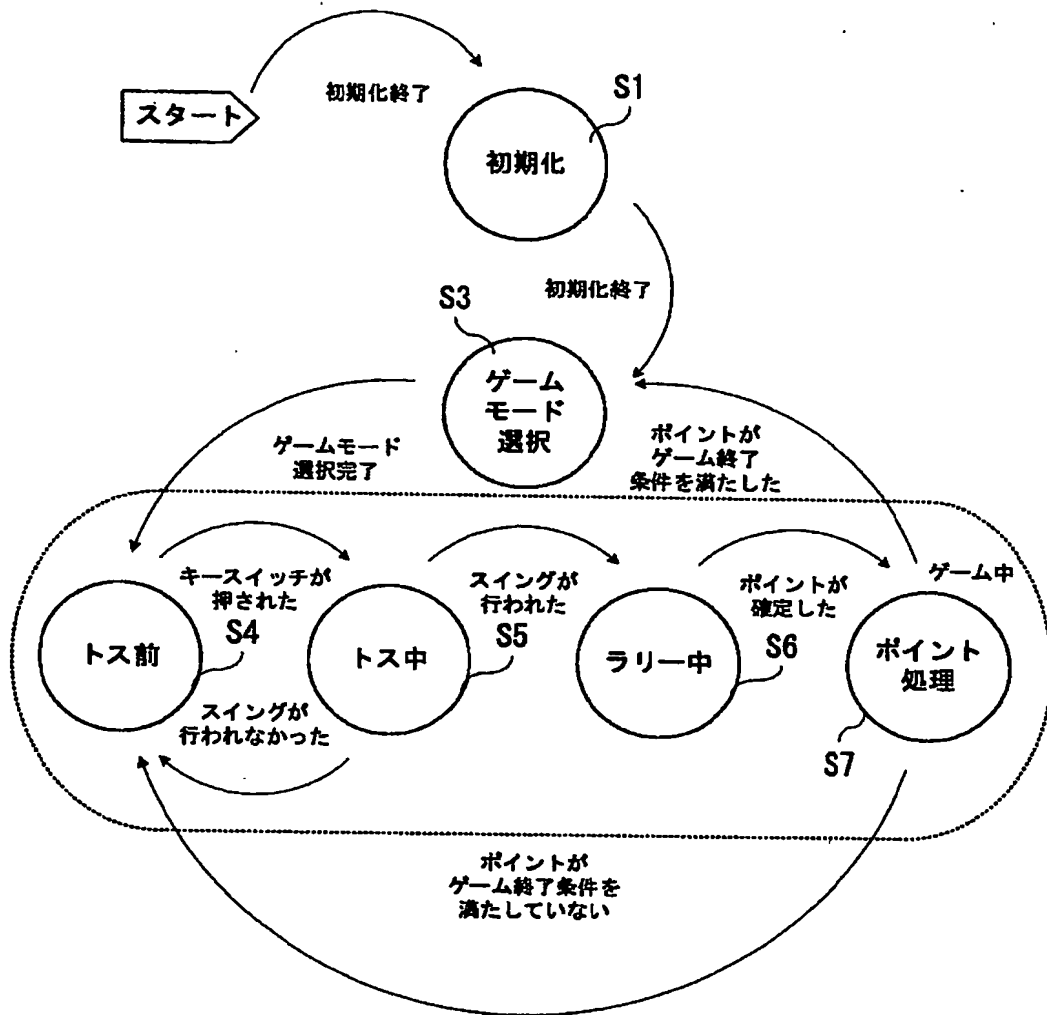 スタート
初期化終了
S1
初期化
初期化終了
S3
ゲーム
モード
選択
ゲームモード
選択完了
ポイントが
ゲーム終了
条件を満たした
キースイッチが
押された
スイングが
行われた
ポイントが
確定した
ゲーム中
トス前
S4
トス中
S5
ラリー中
S6
ポイント
処理
S7
スイングが
行われなかった
ポイントが
ゲーム終了条件を
満たしていない